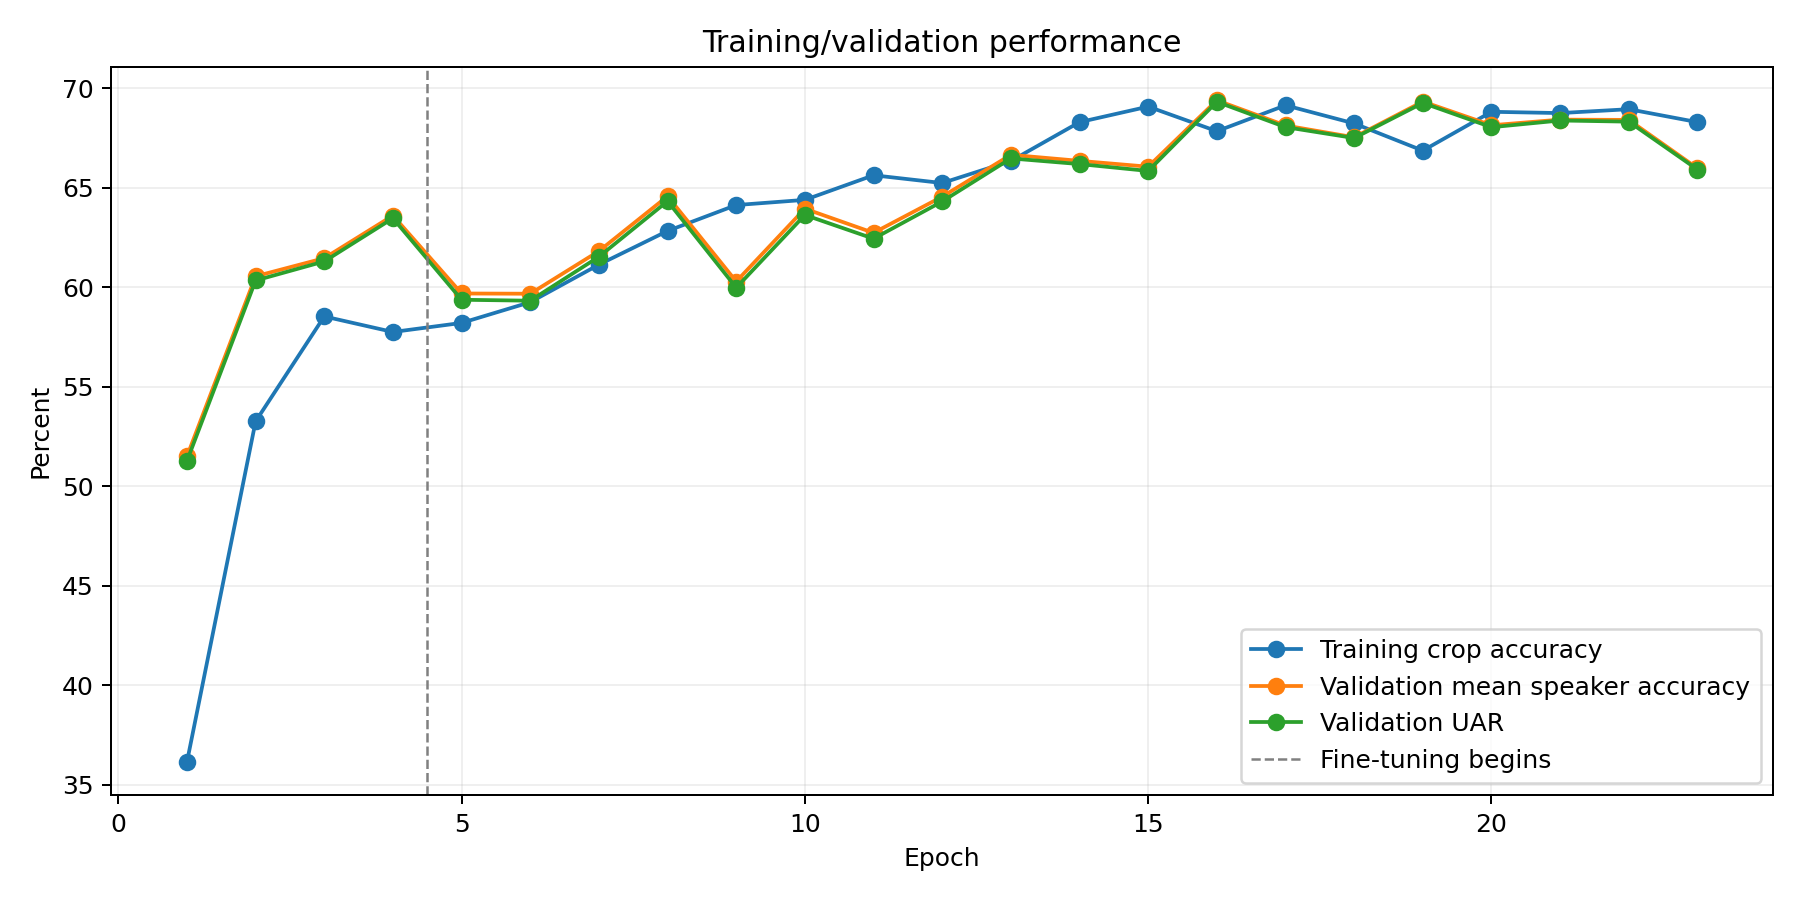 Training/validation performance
70
65
60
55
50
45
40
35
Percent
0 5 10 15 20
Epoch
Training crop accuracy
Validation mean speaker accuracy
Validation UAR
Fine-tuning begins